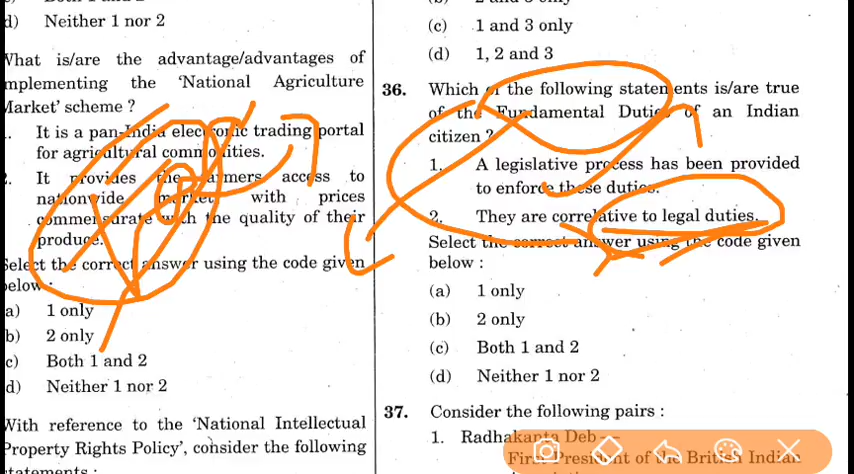 d) Neither 1 nor 2
What is/are the advantage/advantages of
mplementing the 'National Agriculture
Market' scheme ?
It is a pan-India electronic trading portal
for agricultural commodities.
It provides the farmers access to
nationwide market, with prices
commensurate with the quality of their
produce.
Select the correct answer using the code given
below :
a) 1 only
b) 2 only
c) Both 1 and 2
d) Neither 1 nor 2
With reference to the 'National Intellectual
Property Rights Policy', consider the following
statements :
(c) 1 and 3 only
(d) 1, 2 and 3
36. Which of the following statements is/are true
of the Fundamental Duties of an Indian
citizen ?
1. A legislative process has been provided
to enforce these duties.
2. They are correlative to legal duties.
Select the correct answer using the code given
below :
(a) 1 only
(b) 2 only
(c) Both 1 and 2
(d) Neither 1 nor 2
37. Consider the following pairs :
1. Radhakanta Deb —
First President of the British Indian